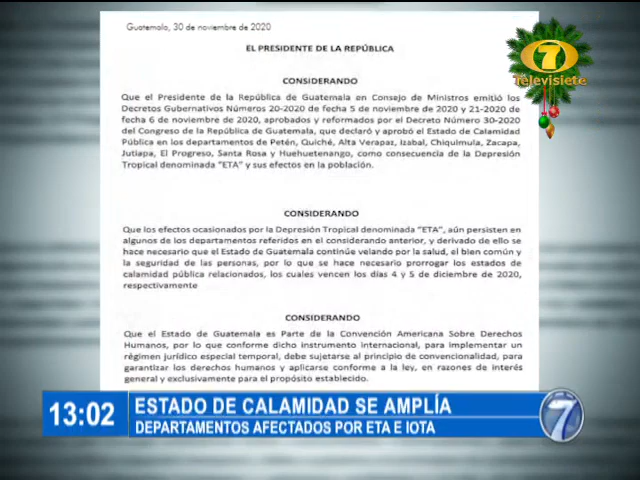 Guatemala, 30 de noviembre de 2020
EL PRESIDENTE DE LA REPÚBLICA
CONSIDERANDO
Que el Presidente de la República de Guatemala en Consejo de Ministros emitió los
Decretos Gubernativos Números 20-2020 de fecha 5 de noviembre de 2020 y 21-2020 de
fecha 6 de noviembre de 2020, aprobados y reformados por el Decreto Número 30-2020
del Congreso de la República de Guatemala, que declaró y aprobó el Estado de Calamidad
Pública en los departamentos de Petén, Quiché, Alta Verapaz, Izabal, Chiquimula, Zacapa,
Jutiapa, El Progreso, Santa Rosa y Huehuetenango, como consecuencia de la Depresión
Tropical denominada "ETA" y sus efectos en la población.
CONSIDERANDO
Que los efectos ocasionados por la Depresión Tropical denominada "ETA", aún persisten en
algunos de los departamentos referidos en el considerando anterior, y derivado de ello se
hace necesario que el Estado de Guatemala continúe velando por la salud, el bien común y
la seguridad de las personas, por lo que se hace necesario prorrogar los estados de
calamidad pública relacionados, los cuales vencen los días 4 y 5 de diciembre de 2020,
respectivamente
CONSIDERANDO
Que el Estado de Guatemala es Parte de la Convención Americana Sobre Derechos
Humanos, por lo que conforme dicho instrumento internacional, para implementar un
régimen jurídico especial temporal, debe sujetarse al principio de convencionalidad, para
garantizar los derechos humanos y aplicarse conforme a la ley, en razones de interés
general y exclusivamente para el propósito establecido.
7
Televisiete
13:02
ESTADO DE CALAMIDAD SE AMPLÍA
DEPARTAMENTOS AFECTADOS POR ETA E IOTA
7